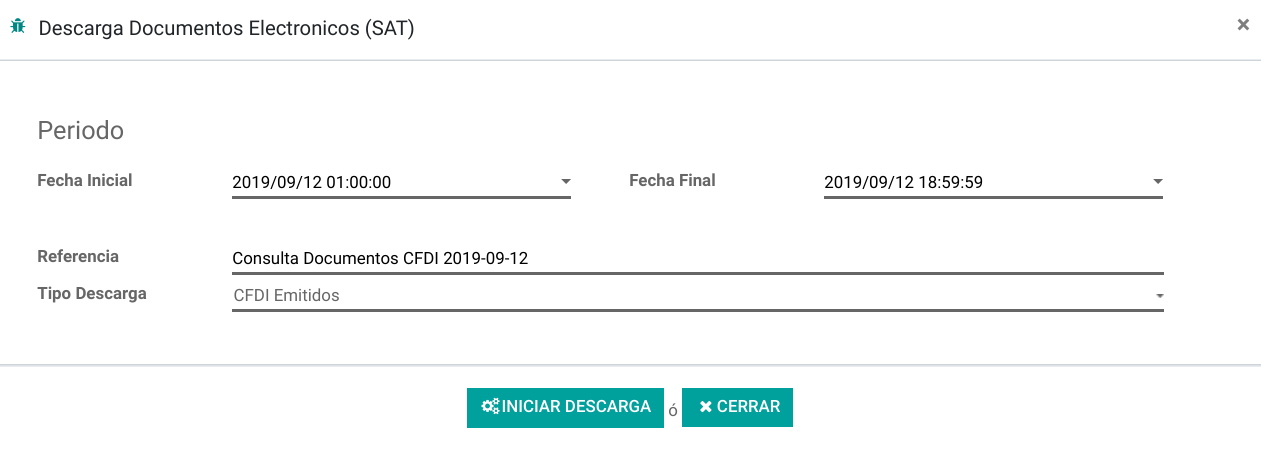 Descarga Documentos Electronicos (SAT)
Periodo
Fecha Inicial 2019/09/12 01:00:00 Fecha Final 2019/09/12 18:59:59
Referencia Consulta Documentos CFDI 2019-09-12
Tipo Descarga CFDI Emitidos
INICIAR DESCARGA ó CERRAR